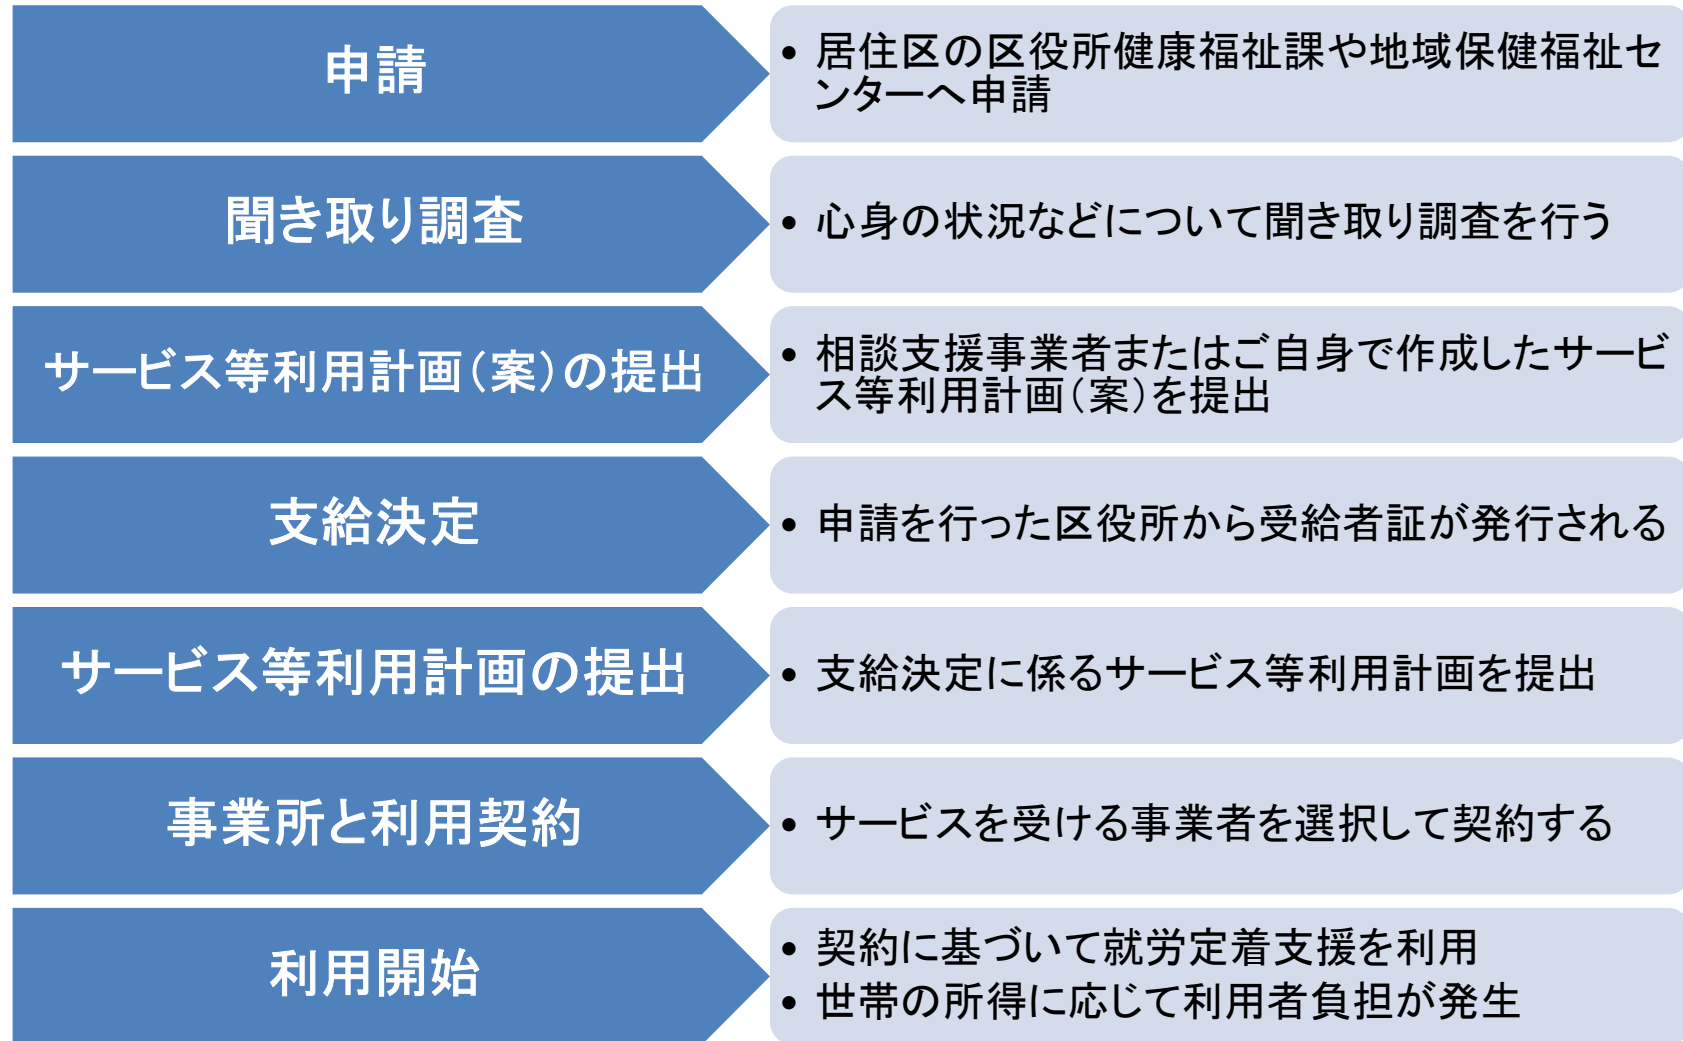 申請
• 居住区の区役所健康福祉課や地域保健福祉セ
ンターへ申請
聞き取り調査
• 心身の状況などについて聞き取り調査を行う
サービス等利用計画（案）の提出
• 相談支援事業者またはご自身で作成したサービ
ス等利用計画（案）を提出
支給決定
• 申請を行った区役所から受給者証が発行される
サービス等利用計画の提出
• 支給決定に係るサービス等利用計画を提出
事業所と利用契約
• サービスを受ける事業者を選択して契約する
利用開始
• 契約に基づいて就労定着支援を利用
• 世帯の所得に応じて利用者負担が発生